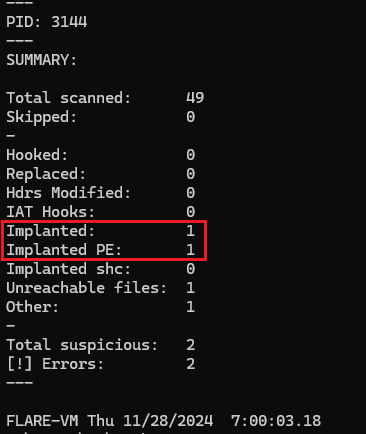 ---
PID: 3144
---
SUMMARY:
Total scanned: 49
Skipped: 0
-
Hooked: 0
Replaced: 0
Hdrs Modified: 0
IAT Hooks: 0
Implanted: 1
Implanted PE: 1
Implanted shc: 0
Unreachable files: 1
Other: 1
-
Total suspicious: 2
[!] Errors: 2
---
FLARE-VM Thu 11/28/2024 7:00:03.18